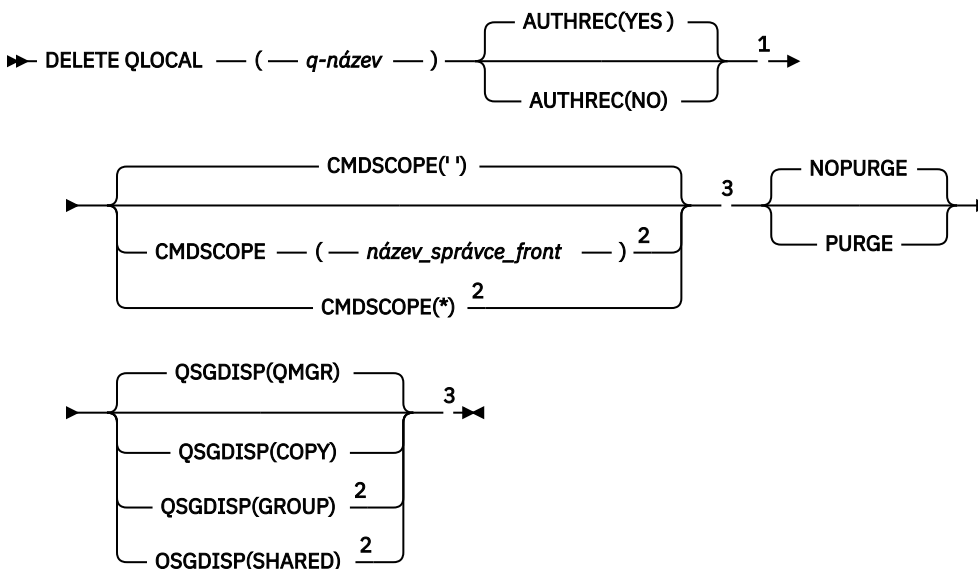 AUTHREC(YES )
DELETE QLOCAL ( q-název ) 1
AUTHREC(NO)
CMDSCOPE(' ') NOPURGE
3
CMDSCOPE ( název_správce_front ) 2 PURGE
CMDSCOPE(*) 2
QSGDISP(QMGR)
3
QSGDISP(COPY)
QSGDISP(GROUP) 2
QSGDISP(SHARED) 2